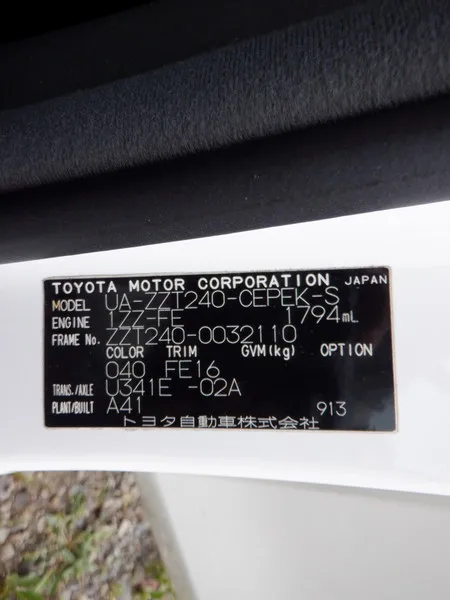 TOYOTA MOTOR CORPORATION JAPAN
MODEL UA-ZZT240-CEPEK-S
ENGINE 1ZZ-FE 1794mL
FRAME No. ZZT240-0032110
COLOR TRIM GVM(kg) OPTION
040 FE16
TRANS./AXLE U341E -02A
PLANT/BUILT A41 913
トヨタ自動車株式会社